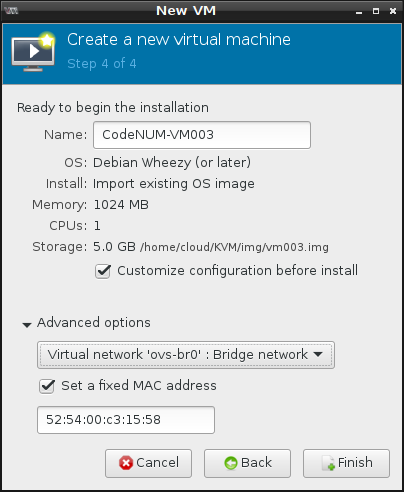 New VM
Create a new virtual machine
Step 4 of 4
Ready to begin the installation
Name: CodeNUM-VM003
OS: Debian Wheezy (or later)
Install: Import existing OS image
Memory: 1024 MB
CPUs: 1
Storage: 5.0 GB /home/cloud/KVM/img/vm003.img
Customize configuration before install
Advanced options
Virtual network 'ovs-br0' : Bridge network
Set a fixed MAC address
52:54:00:c3:15:58
Cancel Back Finish